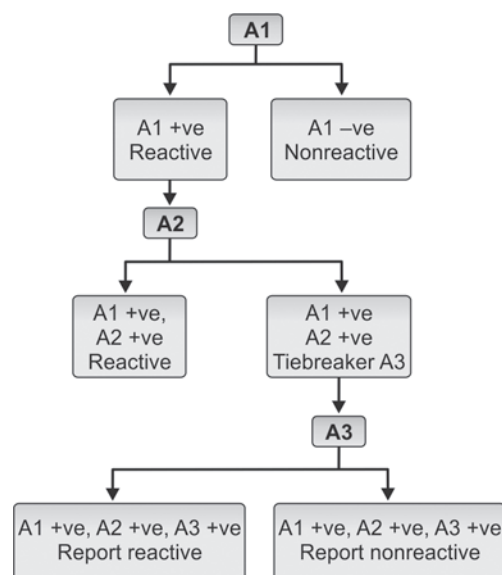 A1
A1 +ve
Reactive
A1 –ve
Nonreactive
A2
A1 +ve,
A2 +ve
Reactive
A1 +ve
A2 +ve
Tiebreaker A3
A3
A1 +ve, A2 +ve, A3 +ve
Report reactive
A1 +ve, A2 +ve, A3 +ve
Report nonreactive